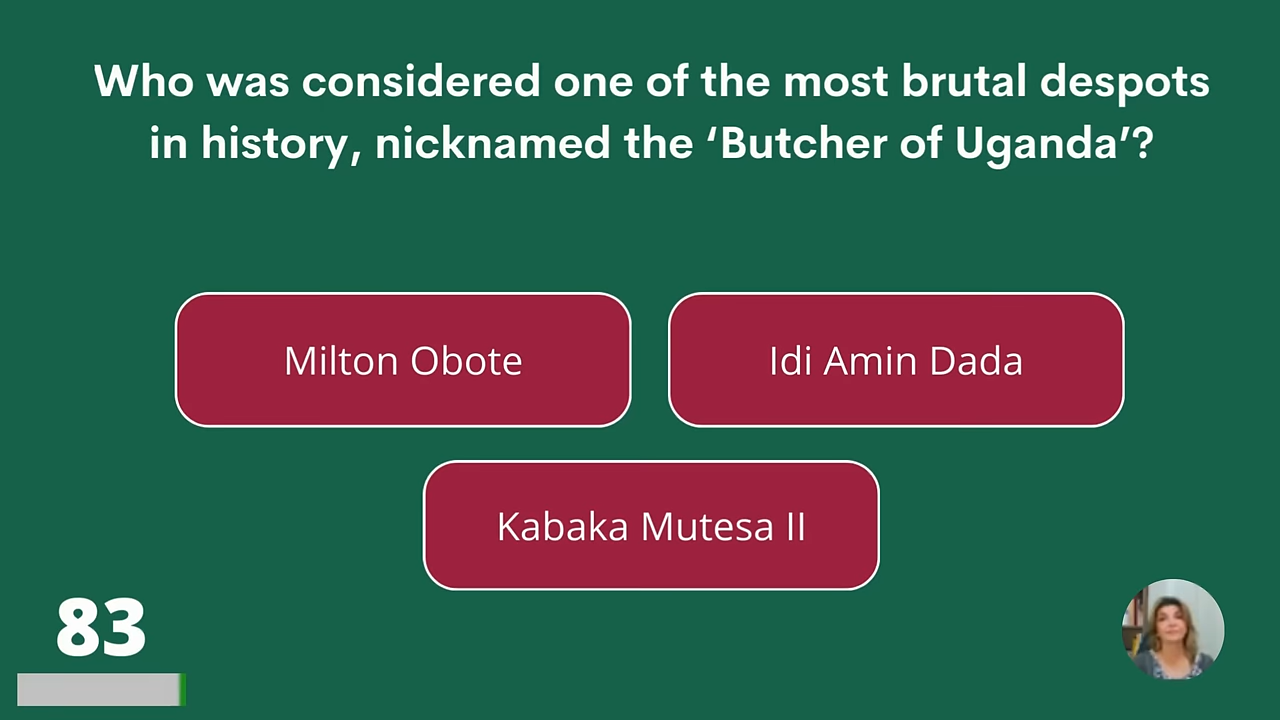 Who was considered one of the most brutal despots
in history, nicknamed the ‘Butcher of Uganda’?
Milton Obote
Idi Amin Dada
Kabaka Mutesa II
83